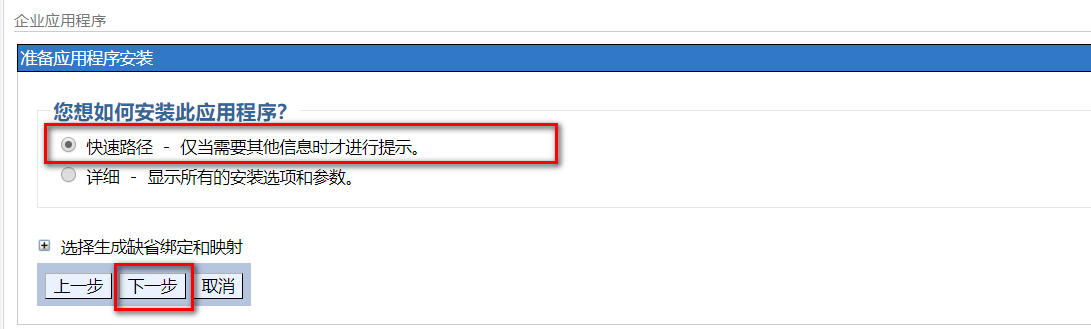 企业应用程序
准备应用程序安装
您想如何安装此应用程序?
快速路径 - 仅当需要其他信息时才进行提示。
详细 - 显示所有的安装选项和参数。
选择生成缺省绑定和映射
上一步 下一步 取消